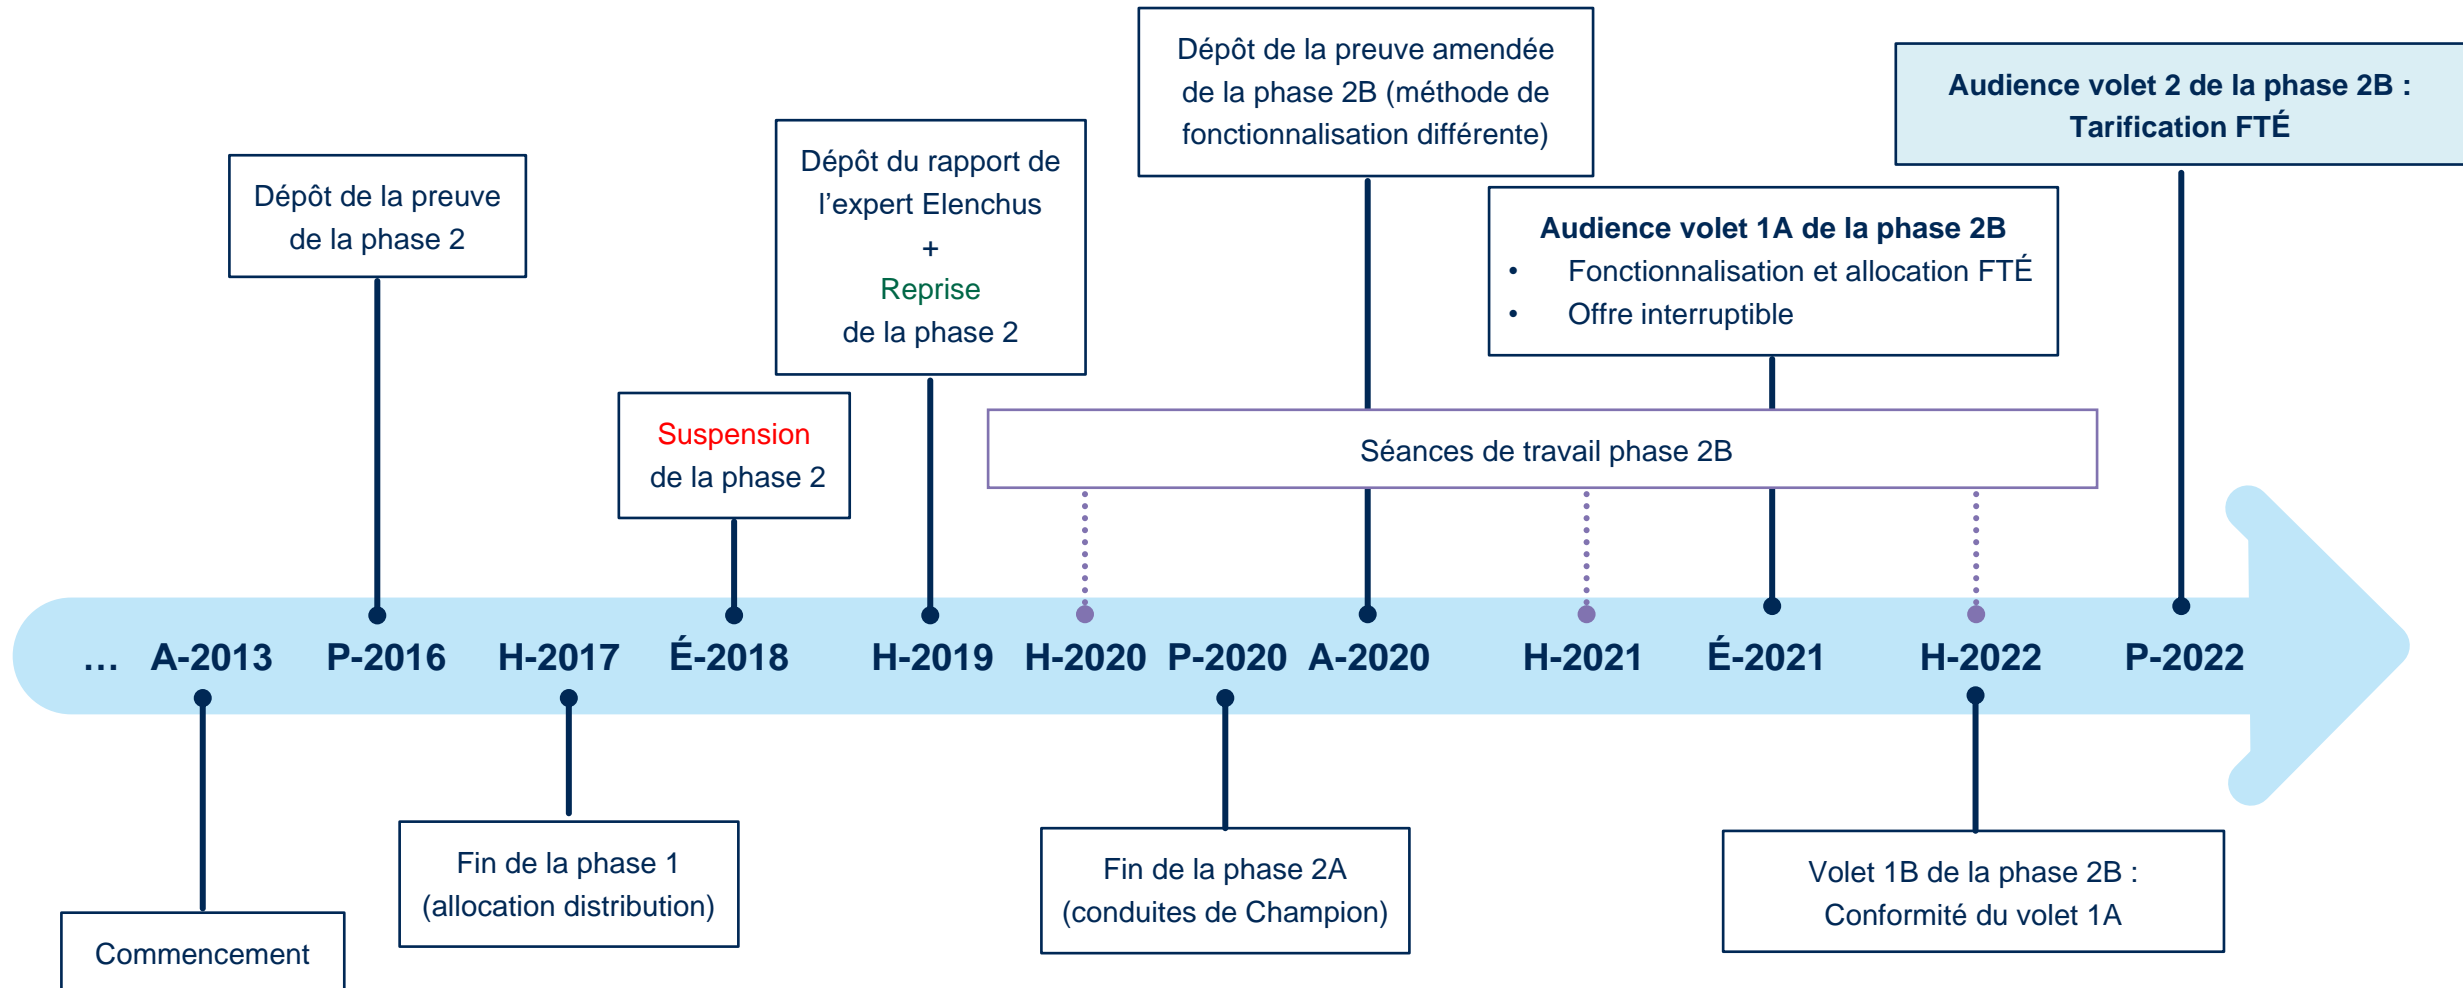 Dépôt de la preuve
de la phase 2
Suspension
de la phase 2
Dépôt du rapport de
l’expert Elenchus
+
Reprise
de la phase 2
Dépôt de la preuve amendée
de la phase 2B (méthode de
fonctionnalisation différente)
Audience volet 1A de la phase 2B
• Fonctionnalisation et allocation FTÉ
• Offre interruptible
Audience volet 2 de la phase 2B :
Tarification FTÉ
Séances de travail phase 2B
… A-2013 P-2016 H-2017 É-2018 H-2019 H-2020 P-2020 A-2020 H-2021 É-2021 H-2022 P-2022
Commencement
Fin de la phase 1
(allocation distribution)
Fin de la phase 2A
(conduites de Champion)
Volet 1B de la phase 2B :
Conformité du volet 1A